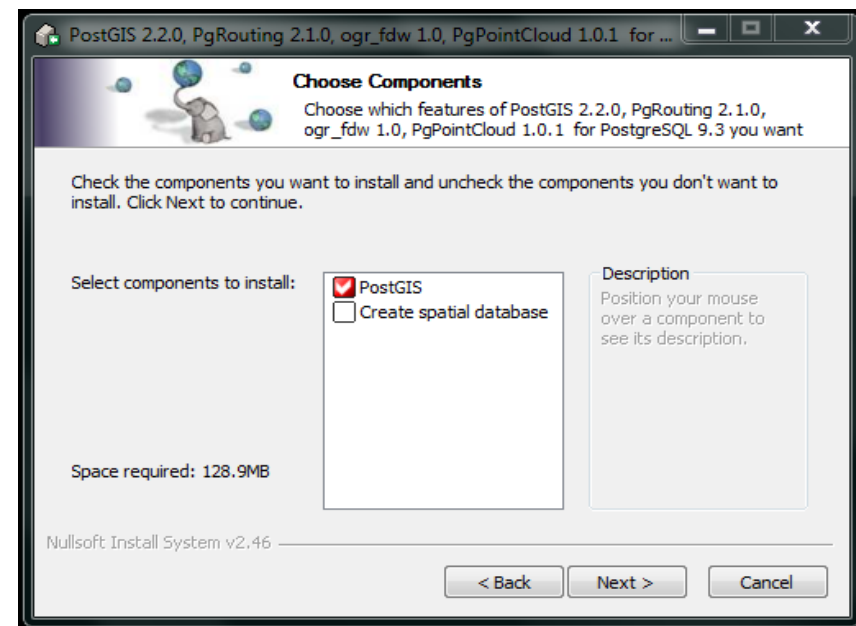 PostGIS 2.2.0, PgRouting 2.1.0, ogr_fdw 1.0, PgPointCloud 1.0.1 for ...
Choose Components
Choose which features of PostGIS 2.2.0, PgRouting 2.1.0,
ogr_fdw 1.0, PgPointCloud 1.0.1 for PostgreSQL 9.3 you want
Check the components you want to install and uncheck the components you don't want to
install. Click Next to continue.
Select components to install:
PostGIS
Create spatial database
Description
Position your mouse
over a component to
see its description.
Space required: 128.9MB
Nullsoft Install System v2.46
< Back
Next >
Cancel